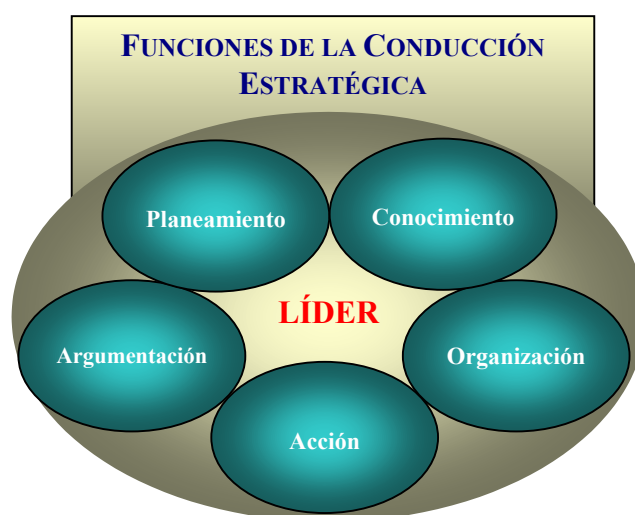 FUNCIONES DE LA CONDUCCIÓN
ESTRATÉGICA
Planeamiento
Conocimiento
LÍDER
Argumentación
Organización
Acción